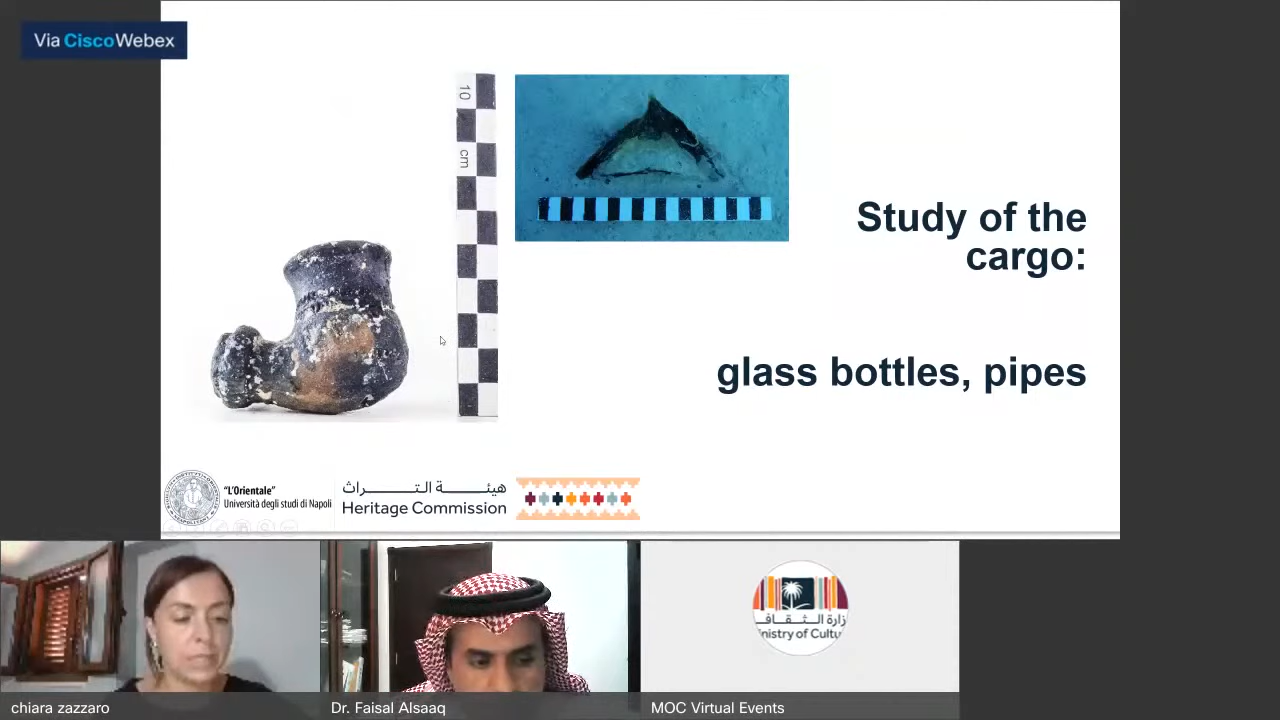 Via CiscoWebex
10
cm
Study of the
cargo:
glass bottles, pipes
"L'Orientale"
Università degli studi di Napoli
هيئة التراث
Heritage Commission
chiara zazzaro
Dr. Faisal Alsaaq
MOC Virtual Events